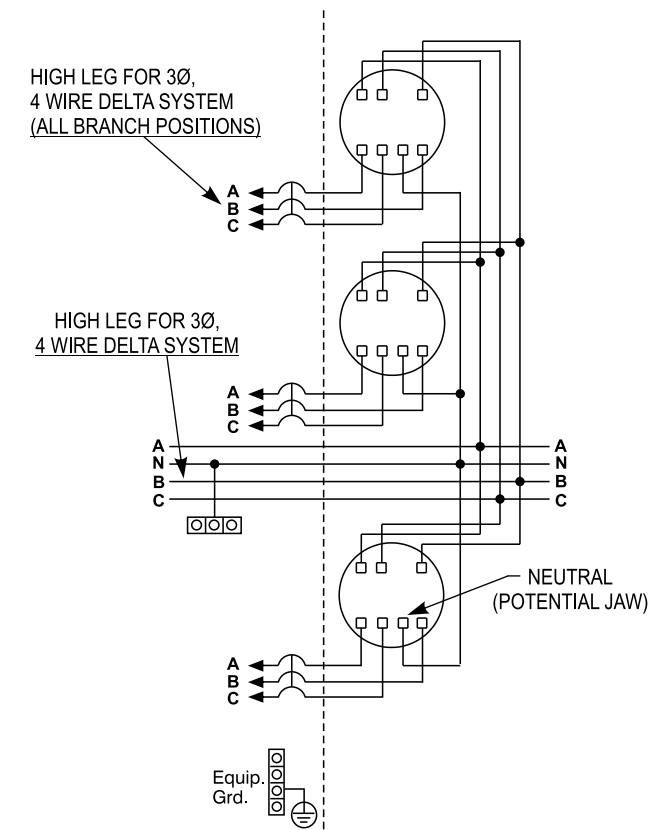 HIGH LEG FOR 3Ø,
4 WIRE DELTA SYSTEM
(ALL BRANCH POSITIONS)
A
B
C
HIGH LEG FOR 3Ø,
4 WIRE DELTA SYSTEM
A
B
C
A A
N N
B B
C C
NEUTRAL
(POTENTIAL JAW)
A
B
C
Equip.
Grd.